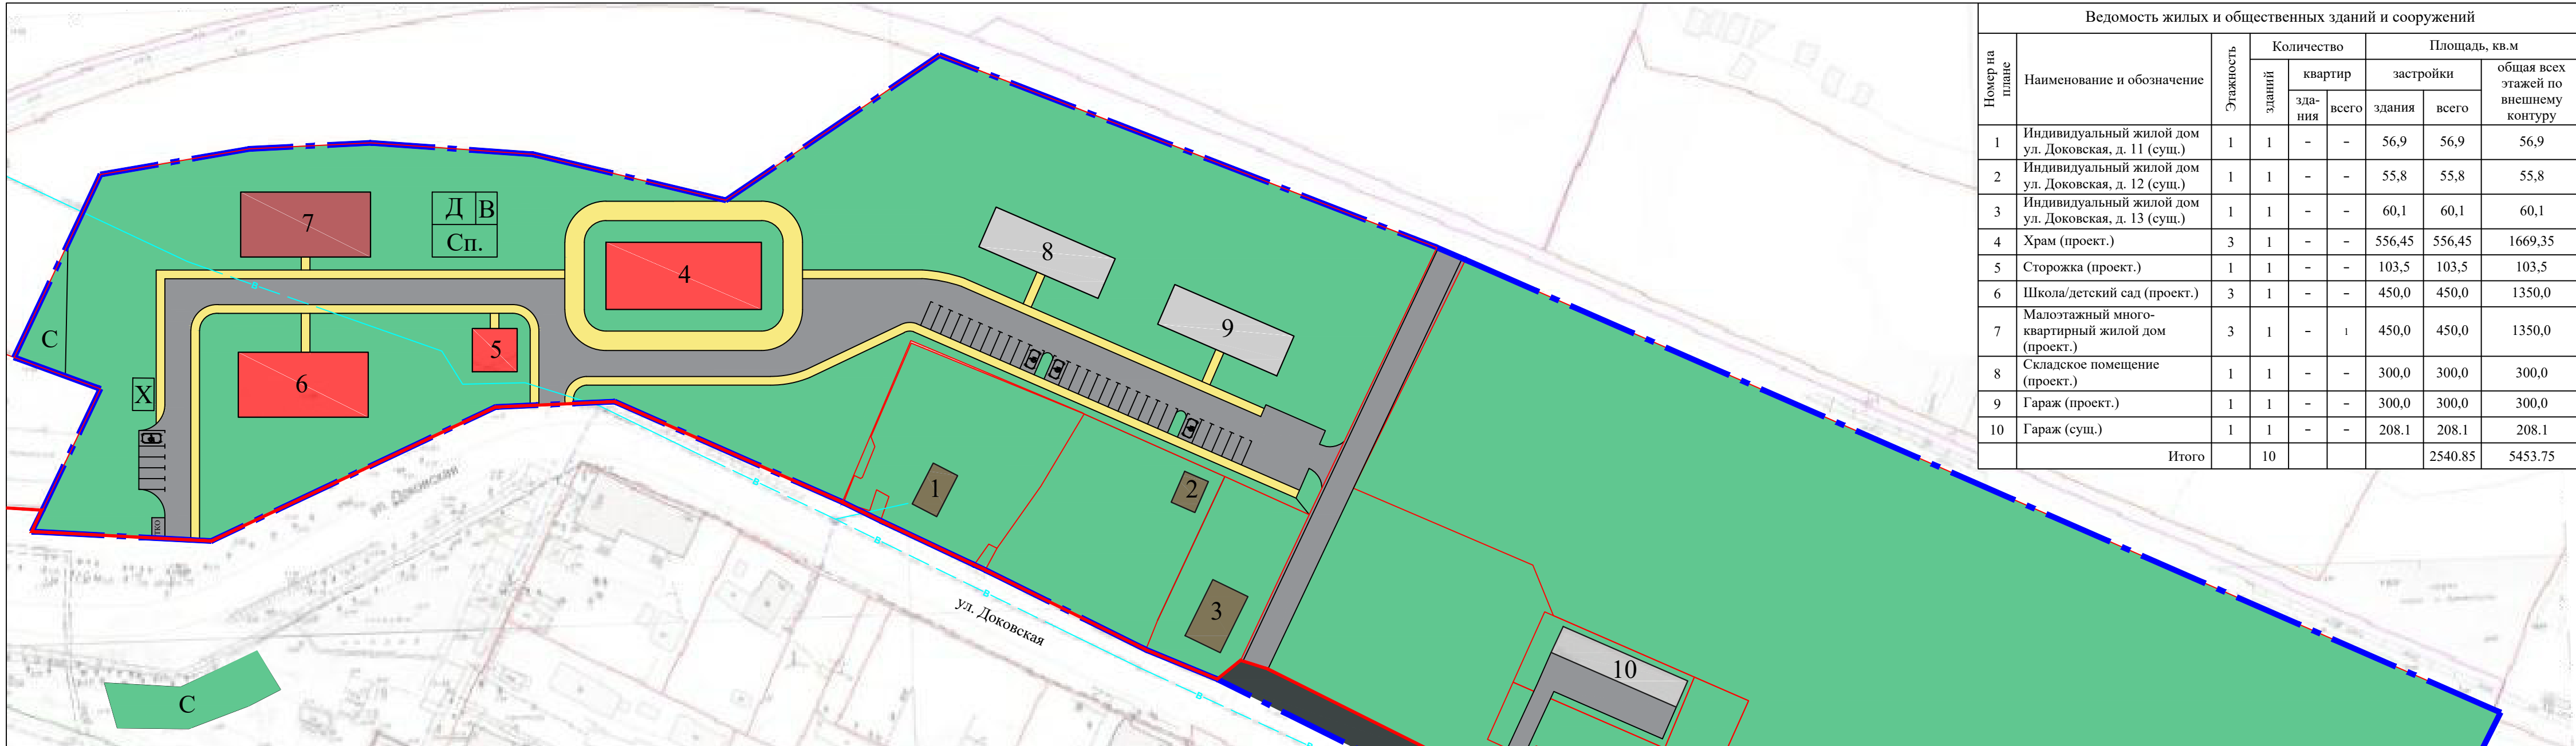 Ведомость жилых и общественных зданий и сооружений
Номер на плане
Наименование и обозначение
Этажность
Количество
Площадь, кв.м
зданий
квартир
застройки
общая всех
этажей по
внешнему
контуру
зда-
ния
всего
здания
всего
1 Индивидуальный жилой дом ул. Доковская, д. 11 (сущ.) 1 1 - - 56,9 56,9 56,9
2 Индивидуальный жилой дом ул. Доковская, д. 12 (сущ.) 1 1 - - 55,8 55,8 55,8
3 Индивидуальный жилой дом ул. Доковская, д. 13 (сущ.) 1 1 - - 60,1 60,1 60,1
4 Храм (проект.) 3 1 - - 556,45 556,45 1669,35
5 Сторожка (проект.) 1 1 - - 103,5 103,5 103,5
6 Школа/детский сад (проект.) 3 1 - - 450,0 450,0 1350,0
7 Малоэтажный много-квартирный жилой дом (проект.) 3 1 - 1 450,0 450,0 1350,0
8 Складское помещение (проект.) 1 1 - - 300,0 300,0 300,0
9 Гараж (проект.) 1 1 - - 300,0 300,0 300,0
10 Гараж (сущ.) 1 1 - - 208.1 208.1 208.1
Итого 10 2540.85 5453.75
7
Д
В
Сп.
4
8
9
В
С
5
6
Х
ТКО
1
2
3
10
В
В
В
В
В
ул. Доковская
ул. Доковская
С